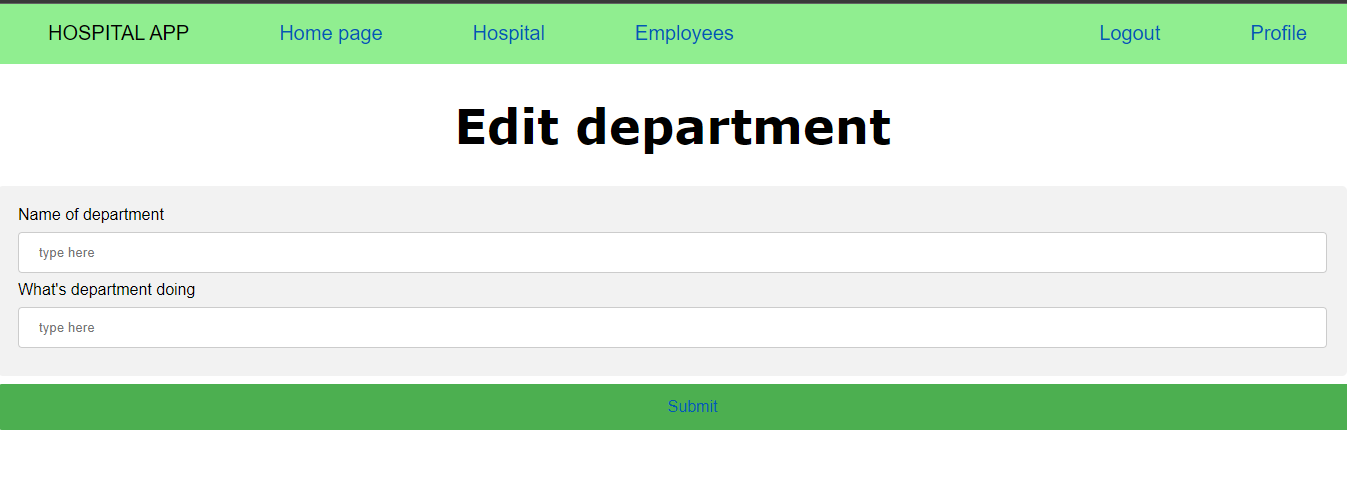 HOSPITAL APP Home page Hospital Employees Logout Profile
Edit department
Name of department
type here
What's department doing
type here
Submit